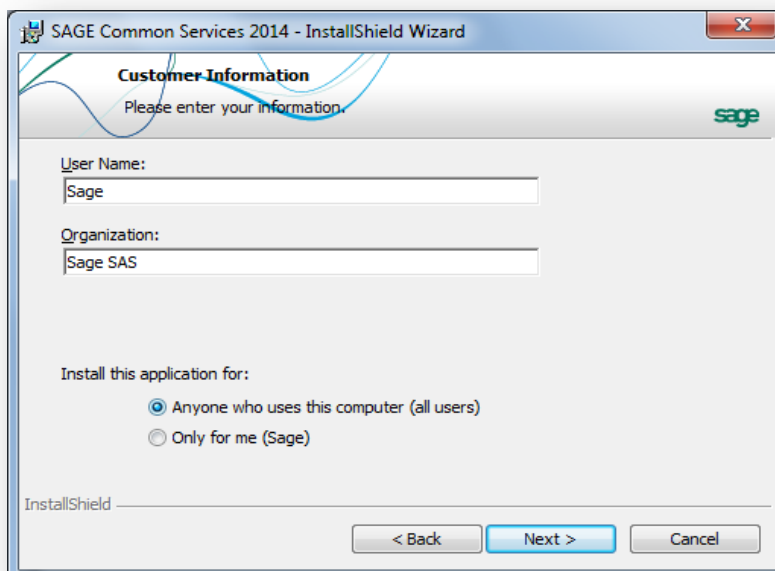 SAGE Common Services 2014 - InstallShield Wizard
Customer Information
Please enter your information.
sage
User Name:
Sage
Organization:
Sage SAS
Install this application for:
Anyone who uses this computer (all users)
Only for me (Sage)
InstallShield
< Back Next > Cancel